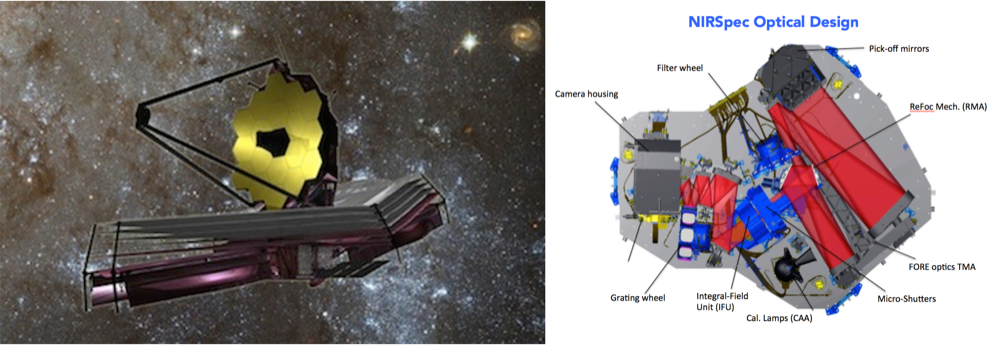 NIRSpec Optical Design
Pick-off mirrors
Filter wheel
Camera housing
ReFoc Mech. (RMA)
FORE optics TMA
Micro-Shutters
Integral-Field
Unit (IFU)
Grating wheel
Cal. Lamps (CAA)